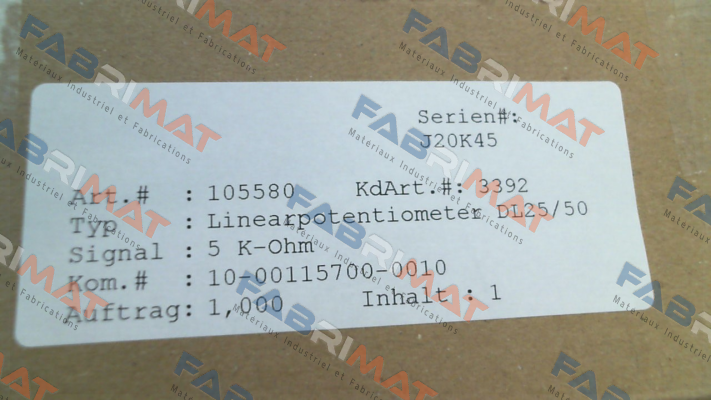 Serien#:
J20K45
Art.# : 105580 KdArt.#: 3392
Typ : Linearpotentiometer DL25/50
Signal : 5 K-Ohm
Kom.# : 10-00115700-0010
Auftrag: 1,000 Inhalt : 1
FABRIMAT
Materiaux Industriel et Fabrications